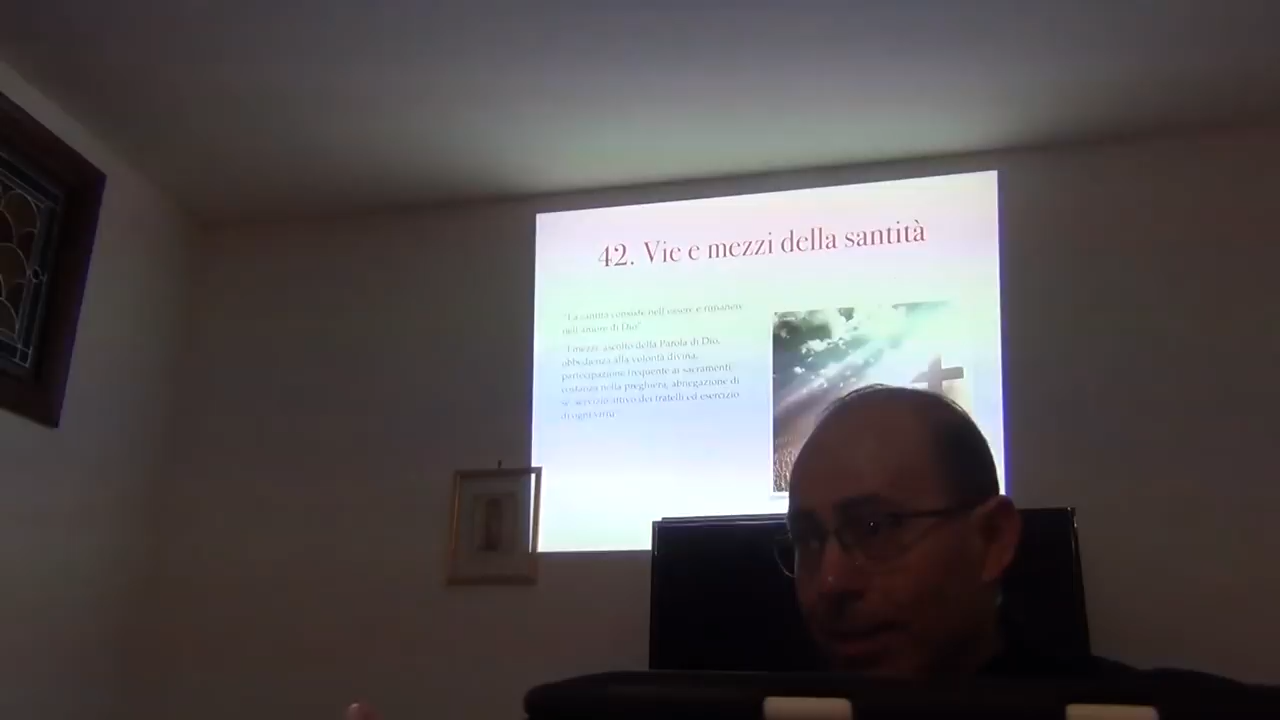 42. Vie e mezzi della santità
"La santità consiste nell'essere e rimanere
nell'amore di Dio"
I mezzi: ascolto della Parola di Dio,
obbedienza alla volontà divina,
partecipazione frequente ai sacramenti,
costanza nella preghiera, abnegazione di
sé, servizio attivo dei fratelli ed esercizio
di ogni virtù